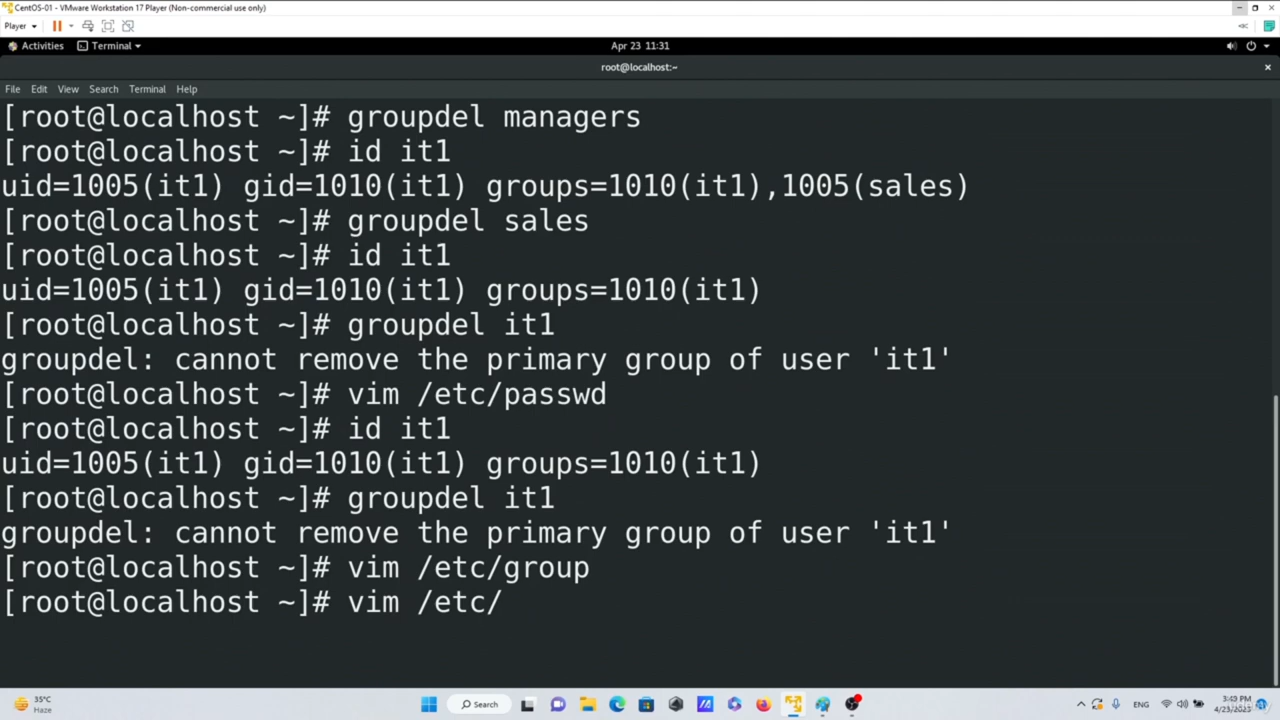 CentOS-01 - VMware Workstation 17 Player (Non-commercial use only)
Player
Activities Terminal Apr 23 11:31
root@localhost:~
File Edit View Search Terminal Help
[root@localhost ~]# groupdel managers
[root@localhost ~]# id it1
uid=1005(it1) gid=1010(it1) groups=1010(it1),1005(sales)
[root@localhost ~]# groupdel sales
[root@localhost ~]# id it1
uid=1005(it1) gid=1010(it1) groups=1010(it1)
[root@localhost ~]# groupdel it1
groupdel: cannot remove the primary group of user 'it1'
[root@localhost ~]# vim /etc/passwd
[root@localhost ~]# id it1
uid=1005(it1) gid=1010(it1) groups=1010(it1)
[root@localhost ~]# groupdel it1
groupdel: cannot remove the primary group of user 'it1'
[root@localhost ~]# vim /etc/group
[root@localhost ~]# vim /etc/
35°C
Haze
Search
ENG
3:49 PM